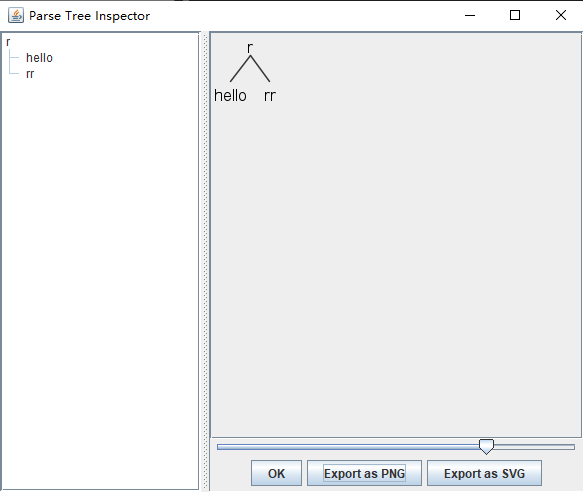 Parse Tree Inspector
r
hello
rr
r
hello rr
OK Export as PNG Export as SVG